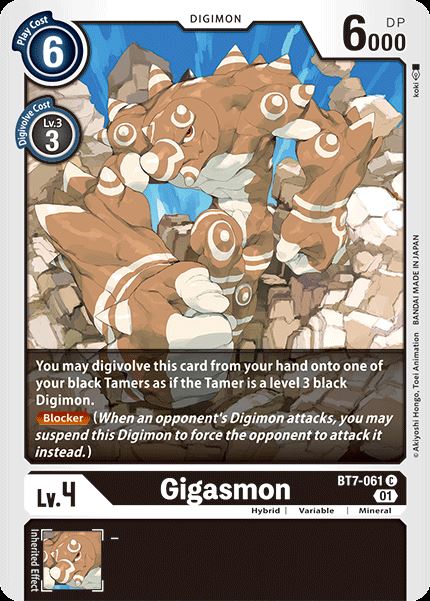 Play Cost
6
DIGIMON
6000 DP
Digivolve Cost
Lv.3
3
koki
© Akiyoshi Hongo, Toei Animation BANDAI MADE IN JAPAN
You may digivolve this card from your hand onto one of
your black Tamers as if the Tamer is a level 3 black
Digimon.
Blocker (When an opponent's Digimon attacks, you may
suspend this Digimon to force the opponent to attack it
instead.)
Lv.4
Gigasmon
BT7-061 C
01
Hybrid | Variable | Mineral
Inherited Effect
–